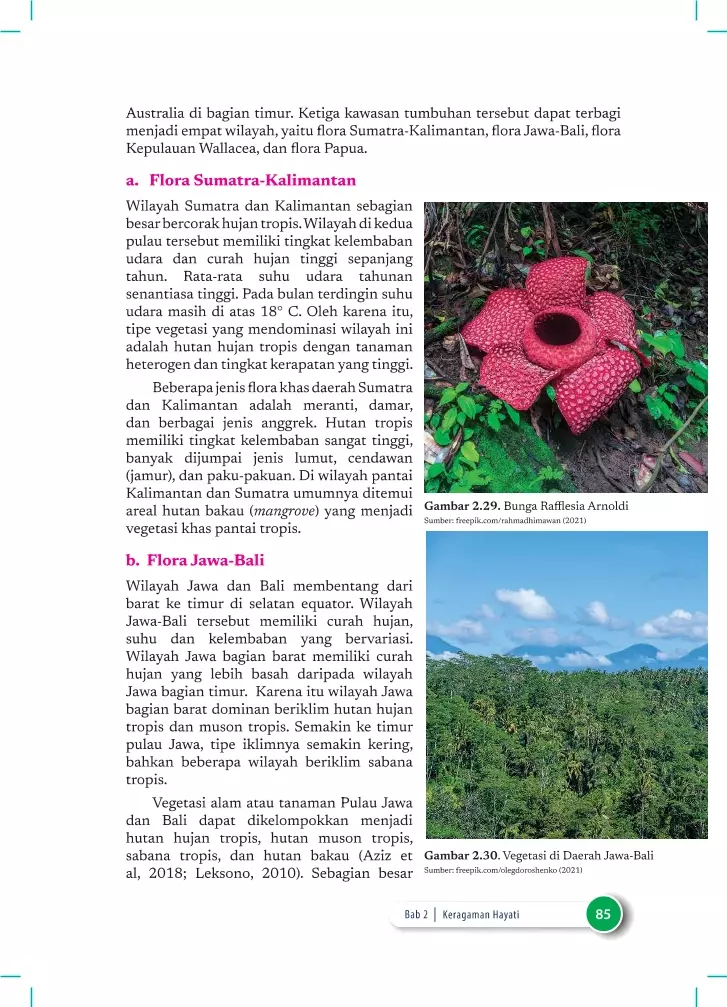 Australia di bagian timur. Ketiga kawasan tumbuhan tersebut dapat terbagi
menjadi empat wilayah, yaitu flora Sumatra-Kalimantan, flora Jawa-Bali, flora
Kepulauan Wallacea, dan flora Papua.
a. Flora Sumatra-Kalimantan
Wilayah Sumatra dan Kalimantan sebagian
besar bercorak hujan tropis. Wilayah di kedua
pulau tersebut memiliki tingkat kelembaban
udara dan curah hujan tinggi sepanjang
tahun. Rata-rata suhu udara tahunan
senantiasa tinggi. Pada bulan terdingin suhu
udara masih di atas 18° C. Oleh karena itu,
tipe vegetasi yang mendominasi wilayah ini
adalah hutan hujan tropis dengan tanaman
heterogen dan tingkat kerapatan yang tinggi.
Beberapa jenis flora khas daerah Sumatra
dan Kalimantan adalah meranti, damar,
dan berbagai jenis anggrek. Hutan tropis
memiliki tingkat kelembaban sangat tinggi,
banyak dijumpai jenis lumut, cendawan
(jamur), dan paku-pakuan. Di wilayah pantai
Kalimantan dan Sumatra umumnya ditemui
areal hutan bakau (mangrove) yang menjadi
vegetasi khas pantai tropis.
Gambar 2.29. Bunga Rafflesia Arnoldi
Sumber: freepik.com/rahmadhimawan (2021)
b. Flora Jawa-Bali
Wilayah Jawa dan Bali membentang dari
barat ke timur di selatan equator. Wilayah
Jawa-Bali tersebut memiliki curah hujan,
suhu dan kelembaban yang bervariasi.
Wilayah Jawa bagian barat memiliki curah
hujan yang lebih basah daripada wilayah
Jawa bagian timur. Karena itu wilayah Jawa
bagian barat dominan beriklim hutan hujan
tropis dan muson tropis. Semakin ke timur
pulau Jawa, tipe iklimnya semakin kering,
bahkan beberapa wilayah beriklim sabana
tropis.
Vegetasi alam atau tanaman Pulau Jawa
dan Bali dapat dikelompokkan menjadi
hutan hujan tropis, hutan muson tropis,
sabana tropis, dan hutan bakau (Aziz et
al, 2018; Leksono, 2010). Sebagian besar
Gambar 2.30. Vegetasi di Daerah Jawa-Bali
Sumber: freepik.com/olegdoroshenko (2021)
Bab 2 | Keragaman Hayati 85